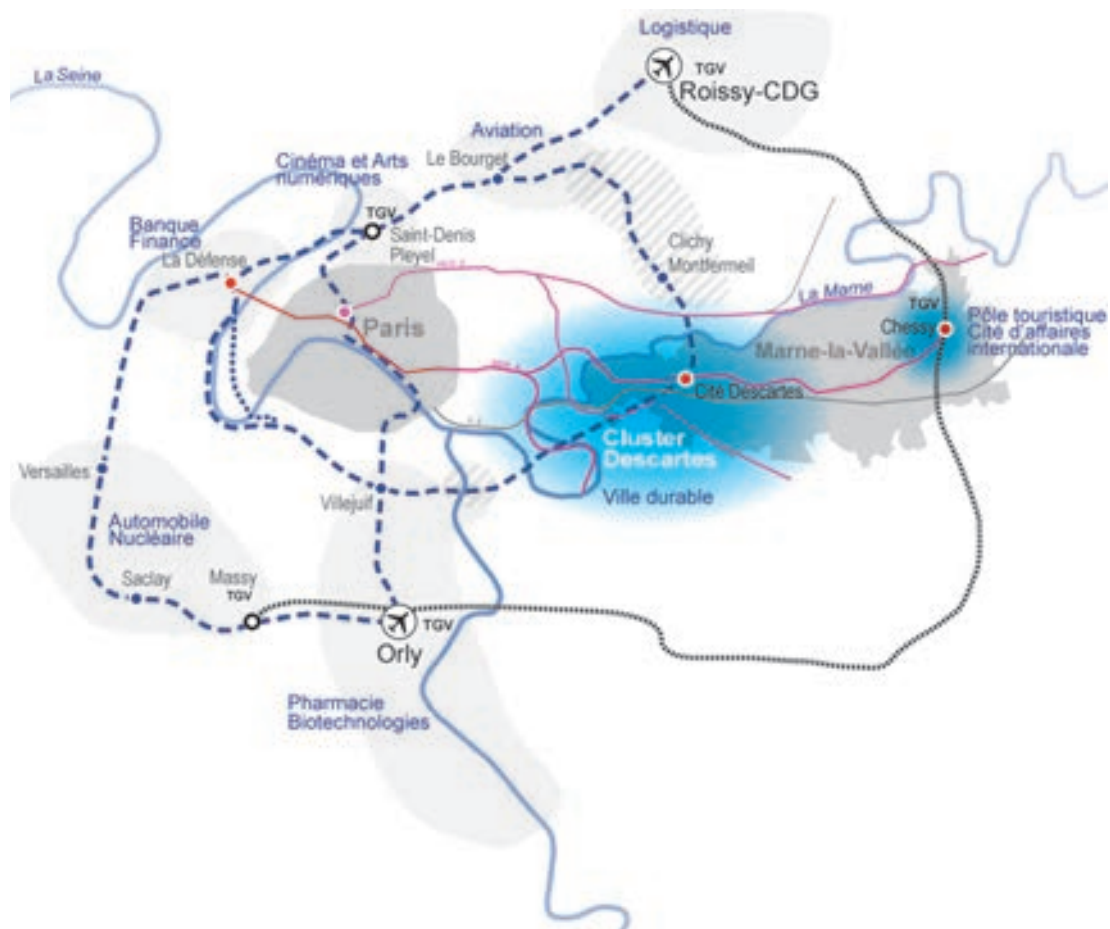 Logistique
TGV
Roissy-CDG
La Seine
Aviation
Le Bourget
Cinéma et Arts
numériques
TGV
Saint-Denis
Pleyel
Banque
Finance
La Défense
Clichy
Montfermeil
La Marne
Paris
TGV
Chessy
Pôle touristique
Cité d'affaires
internationale
Marne-la-Vallée
Cité Descartes
Cluster
Descartes
Ville durable
Versailles
Villejuif
Automobile
Nucléaire
Saclay
Massy
TGV
TGV
Orly
Pharmacie
Biotechnologies